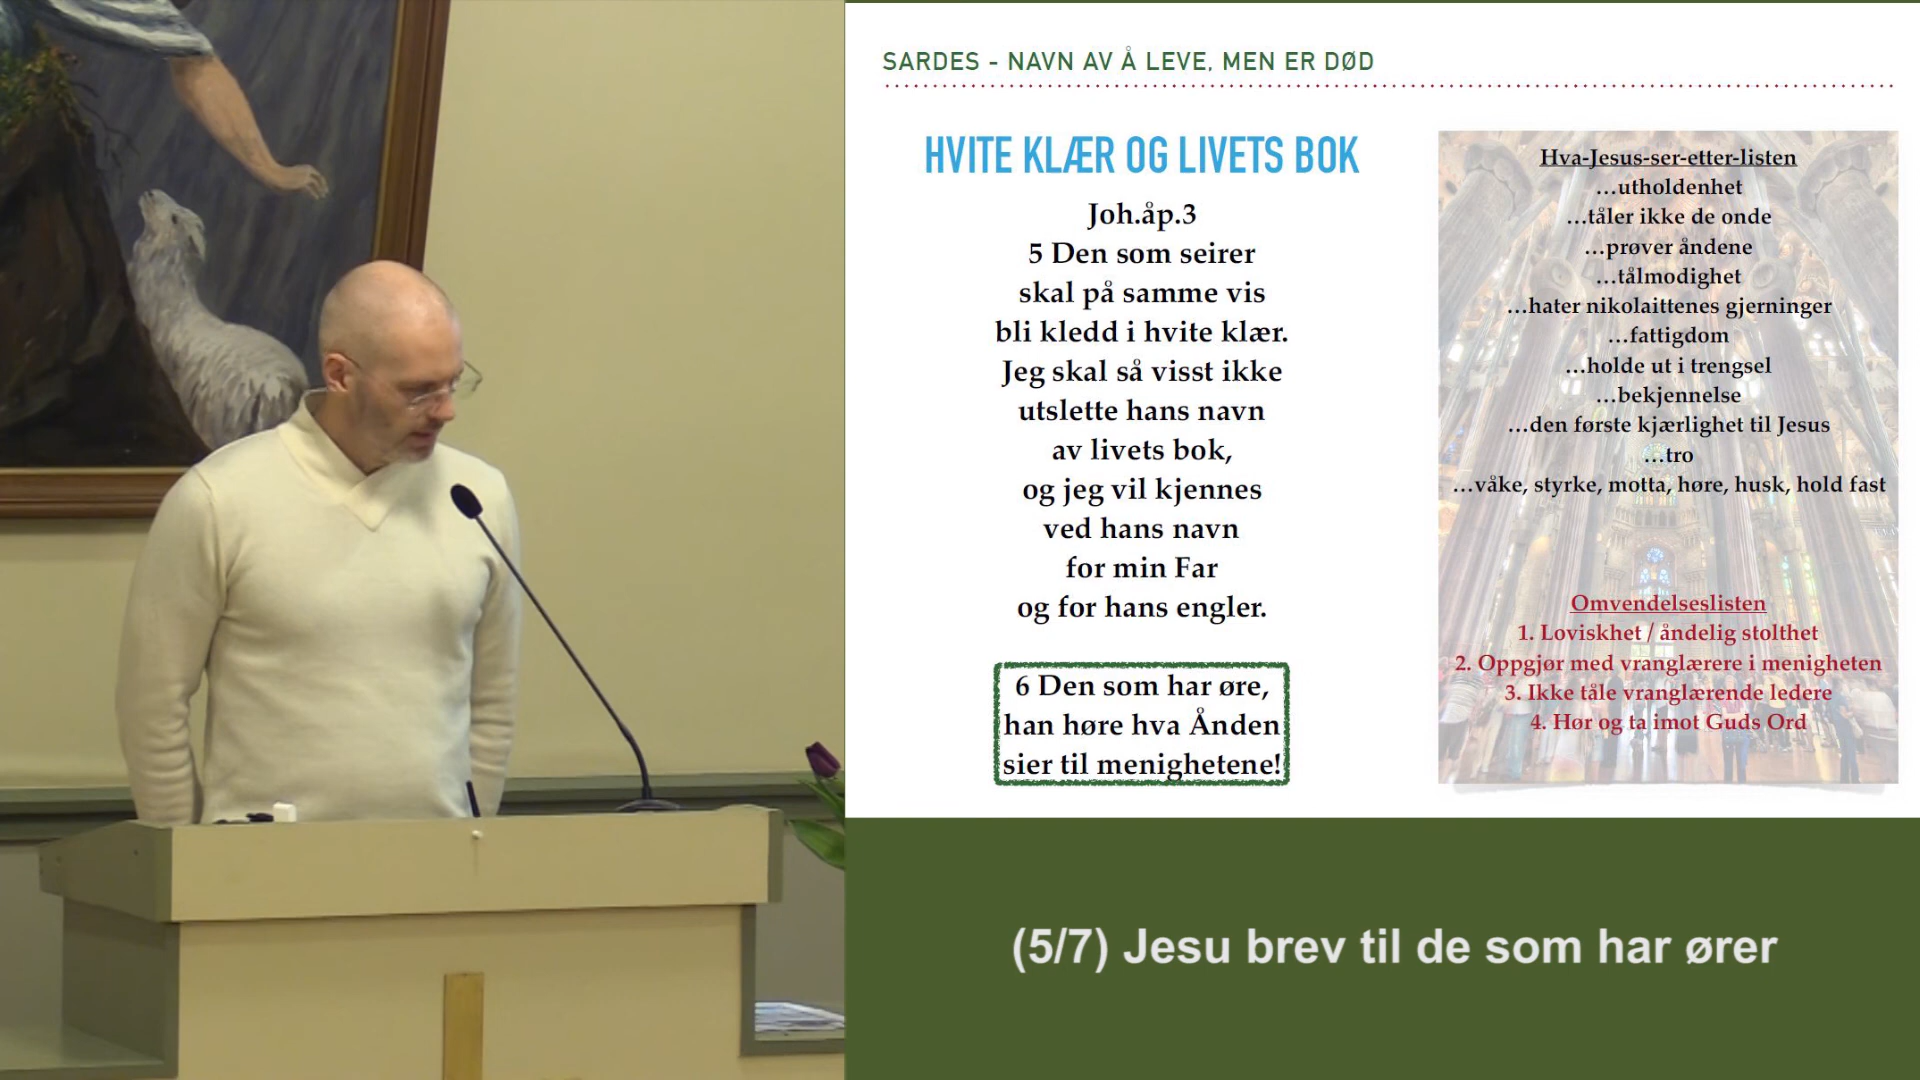 SARDES - NAVN AV Å LEVE, MEN ER DØD
HVITE KLÆR OG LIVETS BOK
Joh.åp.3
5 Den som seirer
skal på samme vis
bli kledd i hvite klær.
Jeg skal så visst ikke
utslette hans navn
av livets bok,
og jeg vil kjennes
ved hans navn
for min Far
og for hans engler.
6 Den som har øre,
han høre hva Ånden
sier til menighetene!
Hva-Jesus-ser-etter-listen
…utholdenhet
…tåler ikke de onde
…prøver åndene
…tålmodighet
…hater nikolaittenes gjerninger
…fattigdom
…holde ut i trengsel
…bekjennelse
…den første kjærlighet til Jesus
…tro
…våke, styrke, motta, høre, husk, hold fast
Omvendelseslisten
1. Loviskhet / åndelig stolthet
2. Oppgjør med vranglærere i menigheten
3. Ikke tåle vranglærende ledere
4. Hør og ta imot Guds Ord
(5/7) Jesu brev til de som har ører